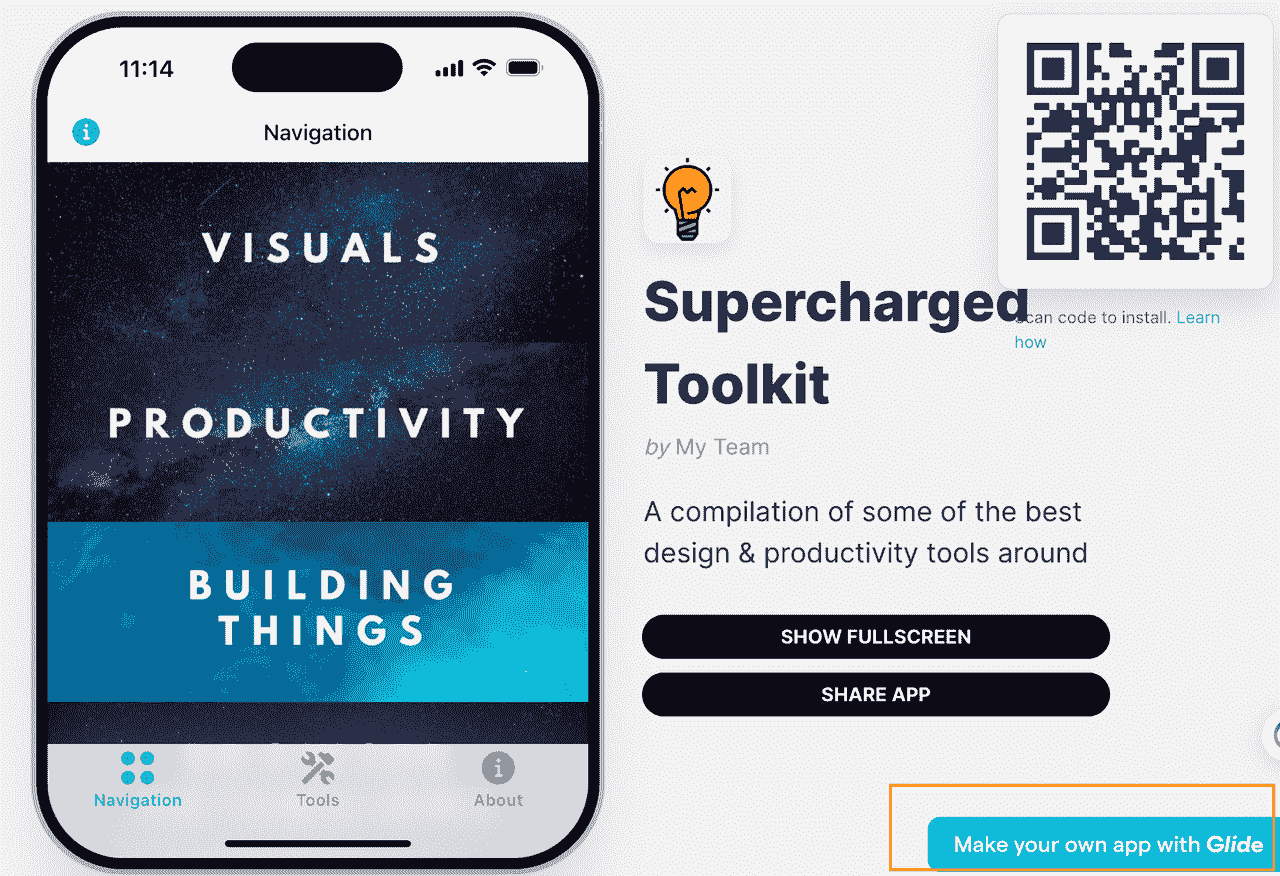 11:14
Navigation
VISUALS
PRODUCTIVITY
BUILDING
THINGS
Navigation
Tools
About
Supercharged
Toolkit
by My Team
A compilation of some of the best
design & productivity tools around
SHOW FULLSCREEN
SHARE APP
Scan code to install. Learn
how
Make your own app with Glide